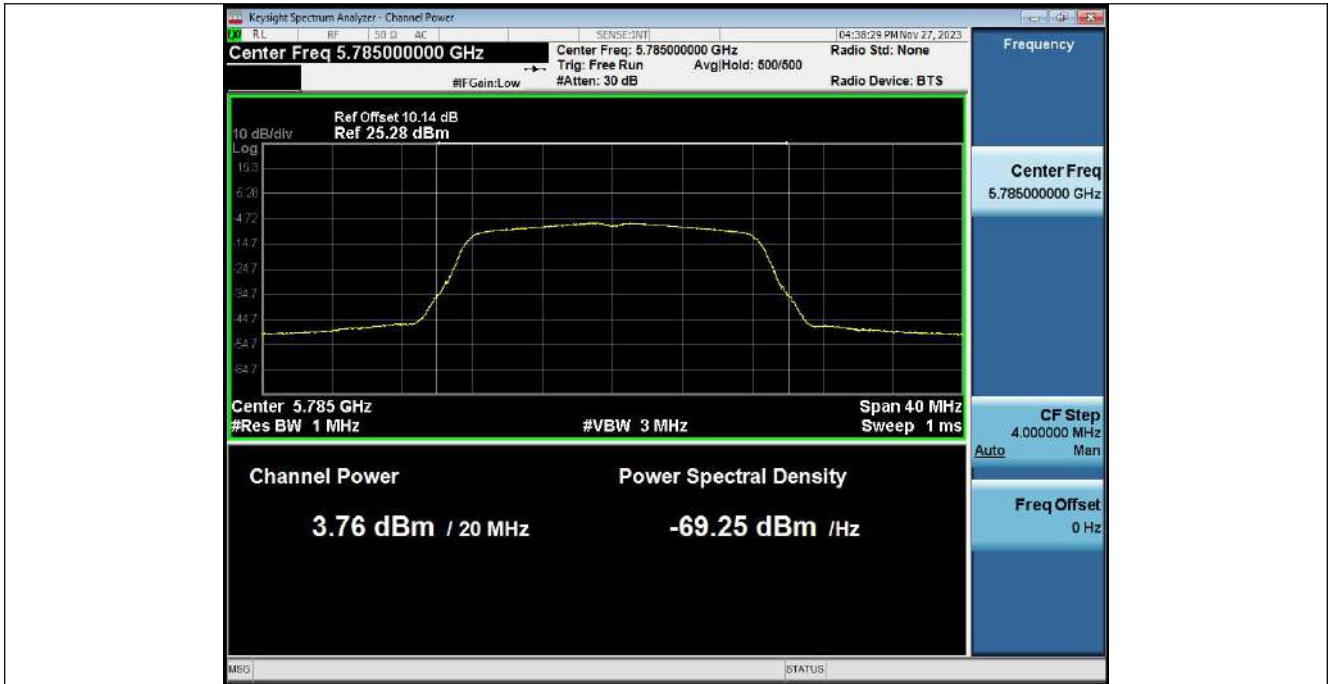 Keysight Spectrum Analyzer - Channel Power
RL RF 50 Ω AC SENSE:INT 04:38:29 PM Nov 27, 2023
Center Freq 5.785000000 GHz
Center Freq: 5.785000000 GHz Radio Std: None
Trig: Free Run Avg|Hold: 500/500
#IFGain:Low #Atten: 30 dB Radio Device: BTS
Frequency
Ref Offset 10.14 dB
10 dB/div Ref 25.28 dBm
Log
15.3
6.28
-4.72
-14.7
-24.7
-34.7
-44.7
-54.7
-64.7
Center 5.785 GHz Span 40 MHz
#Res BW 1 MHz #VBW 3 MHz Sweep 1 ms
Center Freq
5.785000000 GHz
CF Step
4.000000 MHz
Auto Man
Freq Offset
0 Hz
Channel Power Power Spectral Density
3.76 dBm / 20 MHz -69.25 dBm /Hz
MSG STATUS